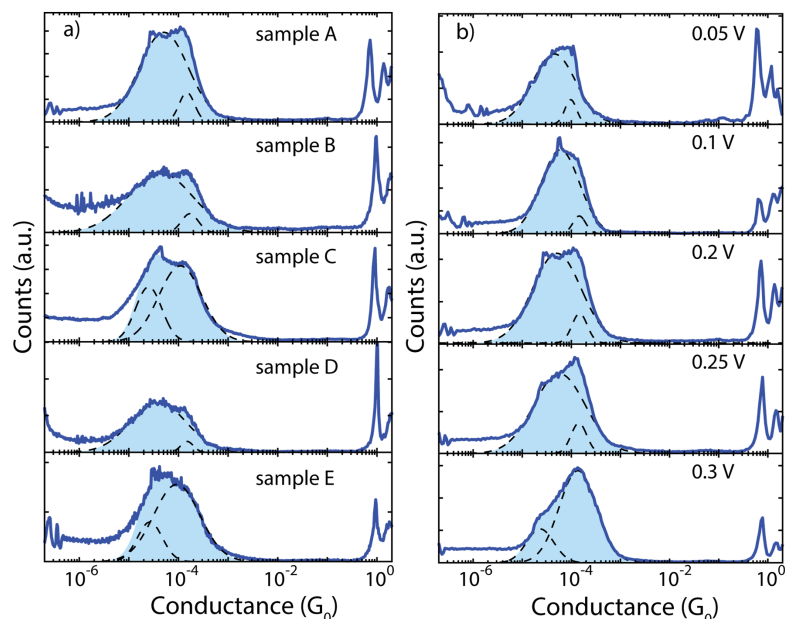 a)
sample A
sample B
sample C
sample D
sample E
Counts (a.u.)
10⁻⁶ 10⁻⁴ 10⁻² 10⁰
Conductance (G₀)
b)
0.05 V
0.1 V
0.2 V
0.25 V
0.3 V
Counts (a.u.)
10⁻⁶ 10⁻⁴ 10⁻² 10⁰
Conductance (G₀)